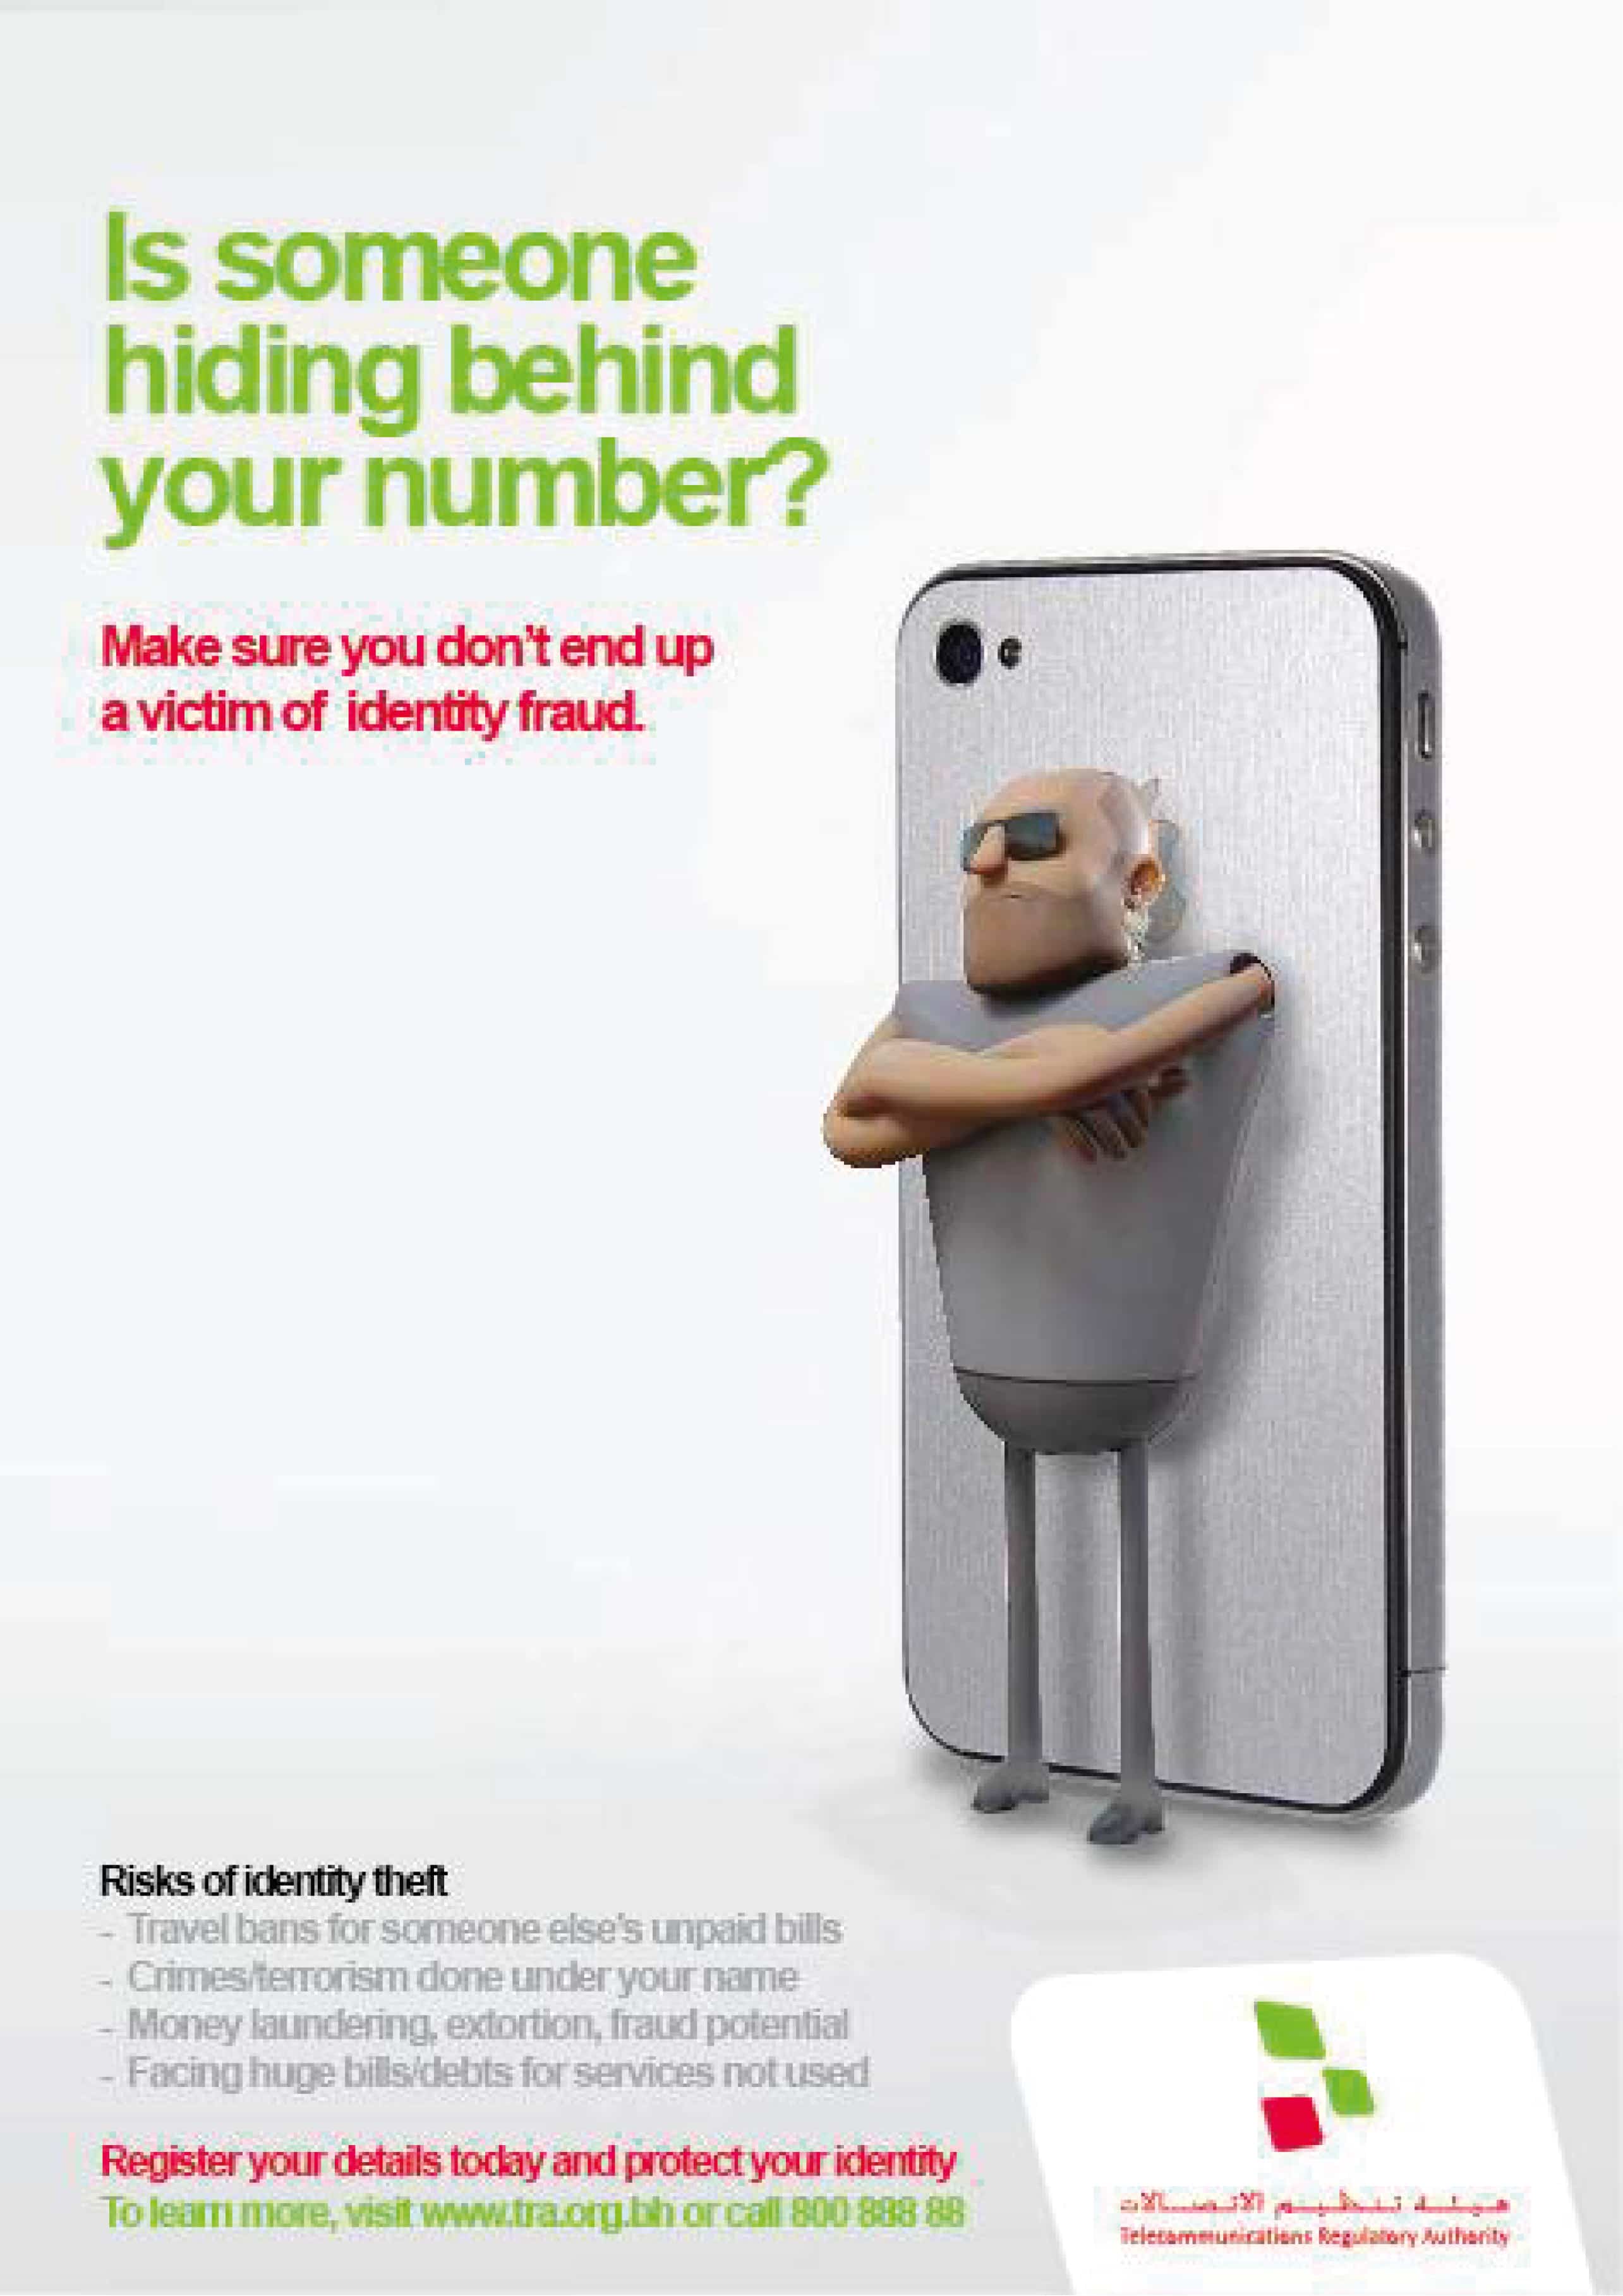 Is someone
hiding behind
your number?
Make sure you don't end up
a victim of identity fraud.
Risks of identity theft
- Travel bans for someone else's unpaid bills
- Crimes/terrorism done under your name
- Money laundering, extortion, fraud potential
- Facing huge bills/debts for services not used
Register your details today and protect your identity
To learn more, visit www.tra.org.bh or call 800 888 88
هيئة تنظيم الاتصالات
Telecommunications Regulatory Authority